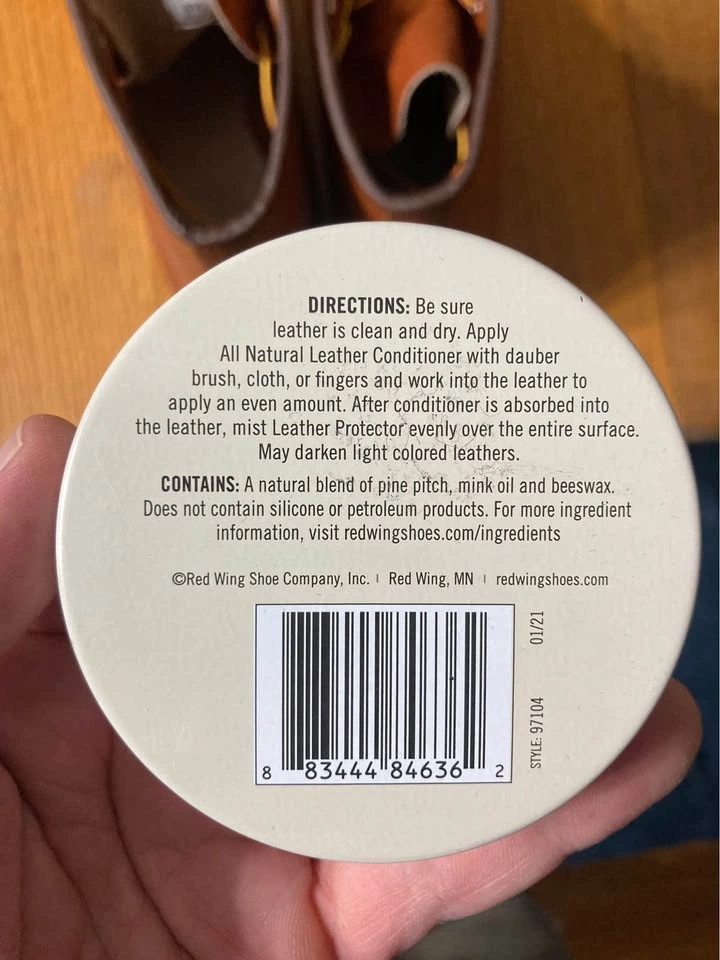 DIRECTIONS: Be sure
leather is clean and dry. Apply
All Natural Leather Conditioner with dauber
brush, cloth, or fingers and work into the leather to
apply an even amount. After conditioner is absorbed into
the leather, mist Leather Protector evenly over the entire surface.
May darken light colored leathers.
CONTAINS: A natural blend of pine pitch, mink oil and beeswax.
Does not contain silicone or petroleum products. For more ingredient
information, visit redwingshoes.com/ingredients
©Red Wing Shoe Company, Inc. | Red Wing, MN | redwingshoes.com
8 83444 84636 2
STYLE: 97104 01/21